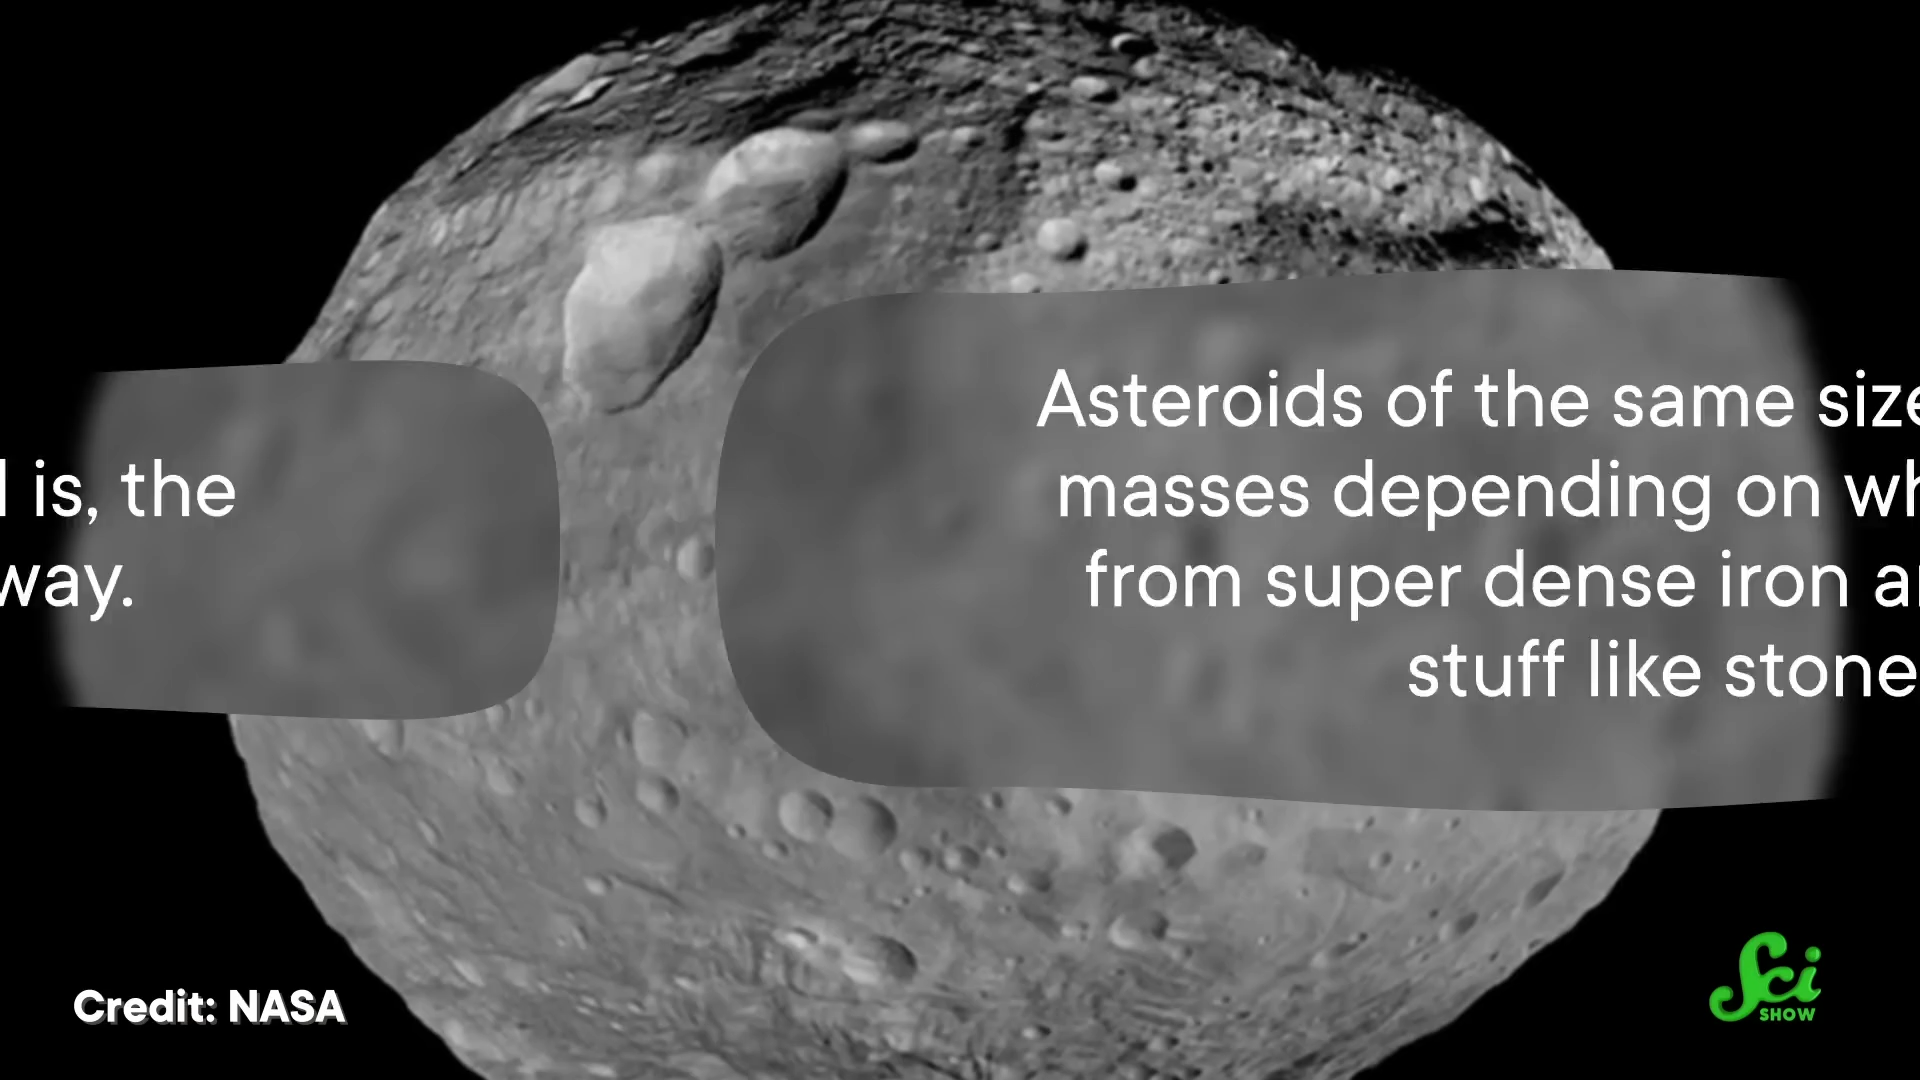 is, the
way.
Asteroids of the same size
masses depending on
from super dense iron
stuff like stone
Credit: NASA
Sci
SHOW